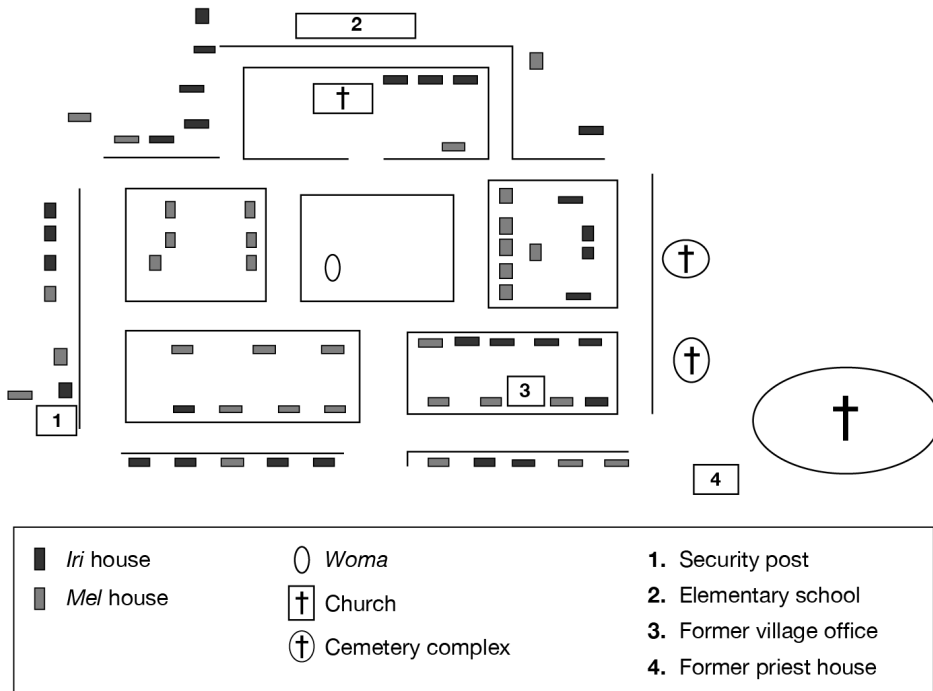 2
1
3
4
Iri house
Mel house
Woma
Church
Cemetery complex
1. Security post
2. Elementary school
3. Former village office
4. Former priest house